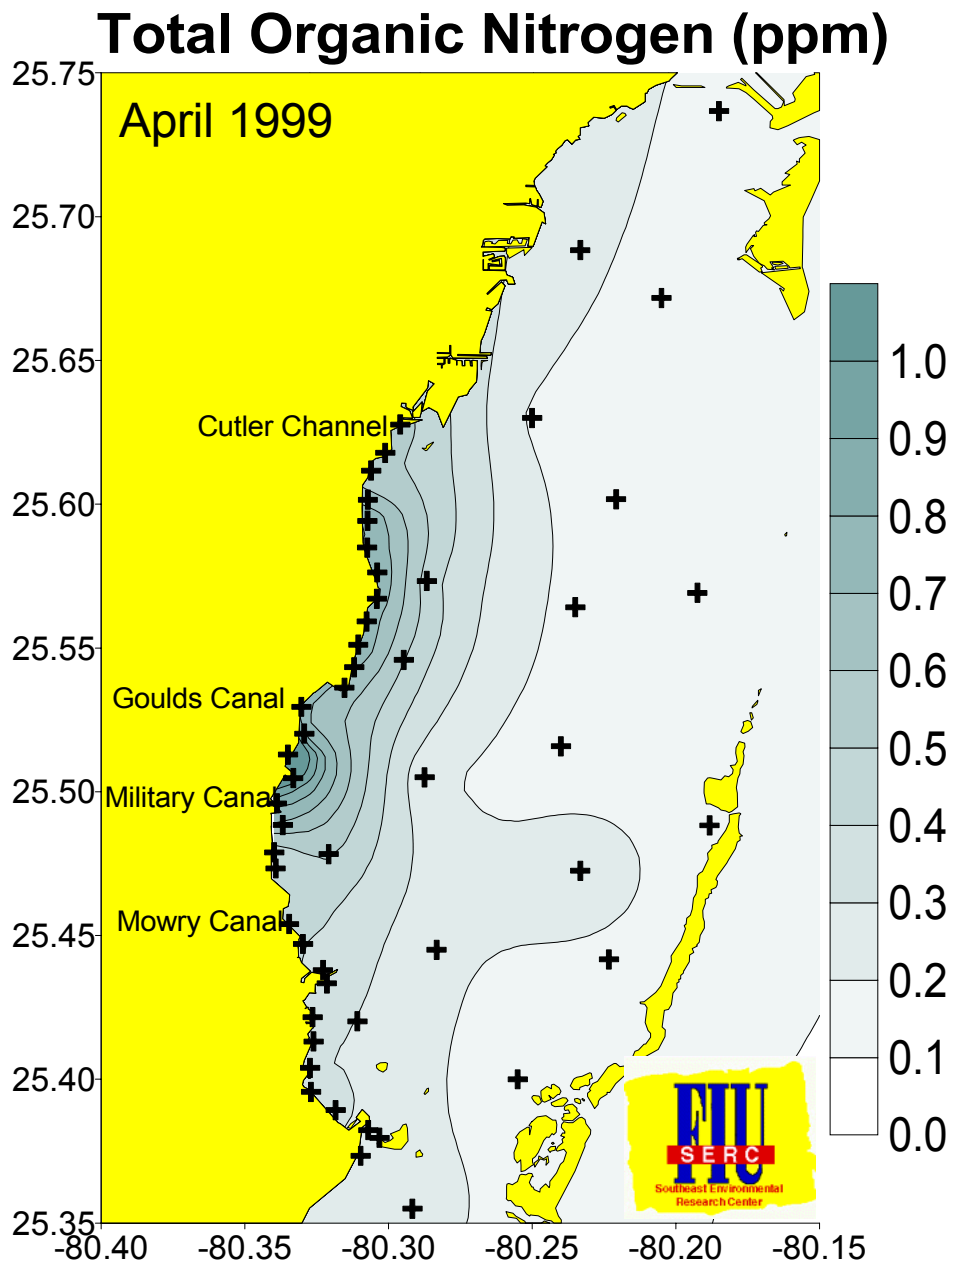 Total Organic Nitrogen (ppm)
April 1999
25.75
25.70
25.65
25.60
25.55
25.50
25.45
25.40
25.35
Cutler Channel
Goulds Canal
Military Canal
Mowry Canal
-80.40 -80.35 -80.30 -80.25 -80.20 -80.15
1.0
0.9
0.8
0.7
0.6
0.5
0.4
0.3
0.2
0.1
0.0
FIU
SERC
Southeast Environmental
Research Center